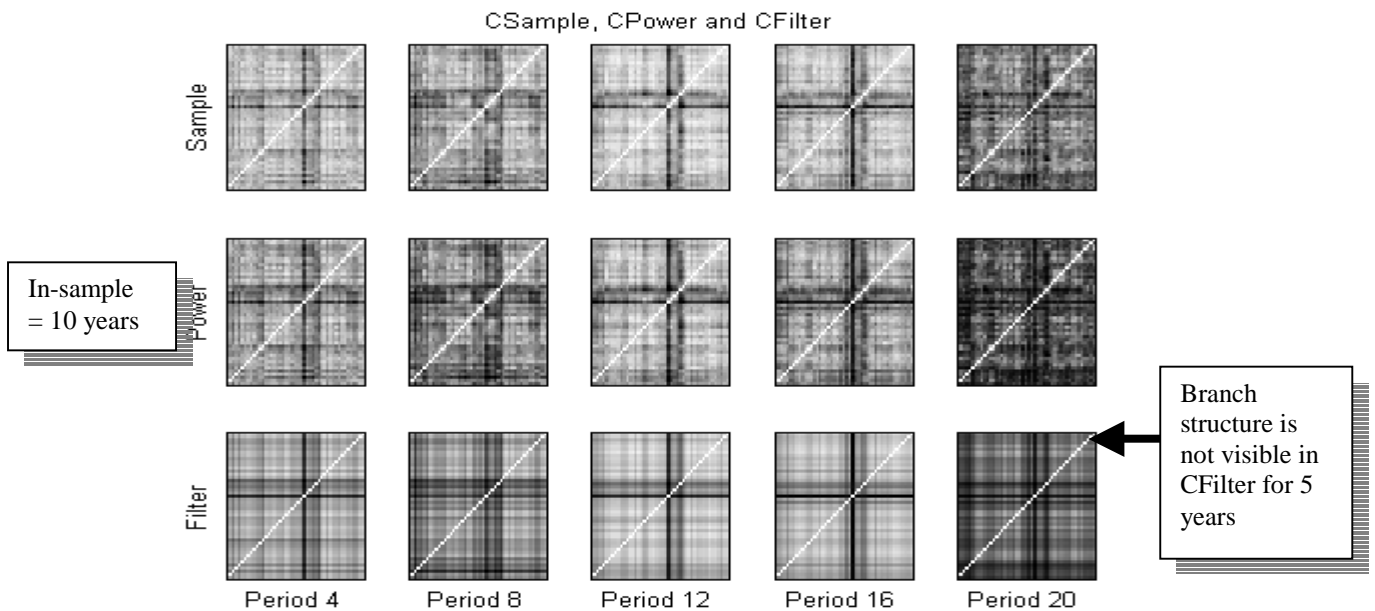 CSample, CPower and CFilter
Sample
In-sample
= 10 years
Power
Branch
structure is
not visible in
CFilter for 5
years
Filter
Period 4
Period 8
Period 12
Period 16
Period 20